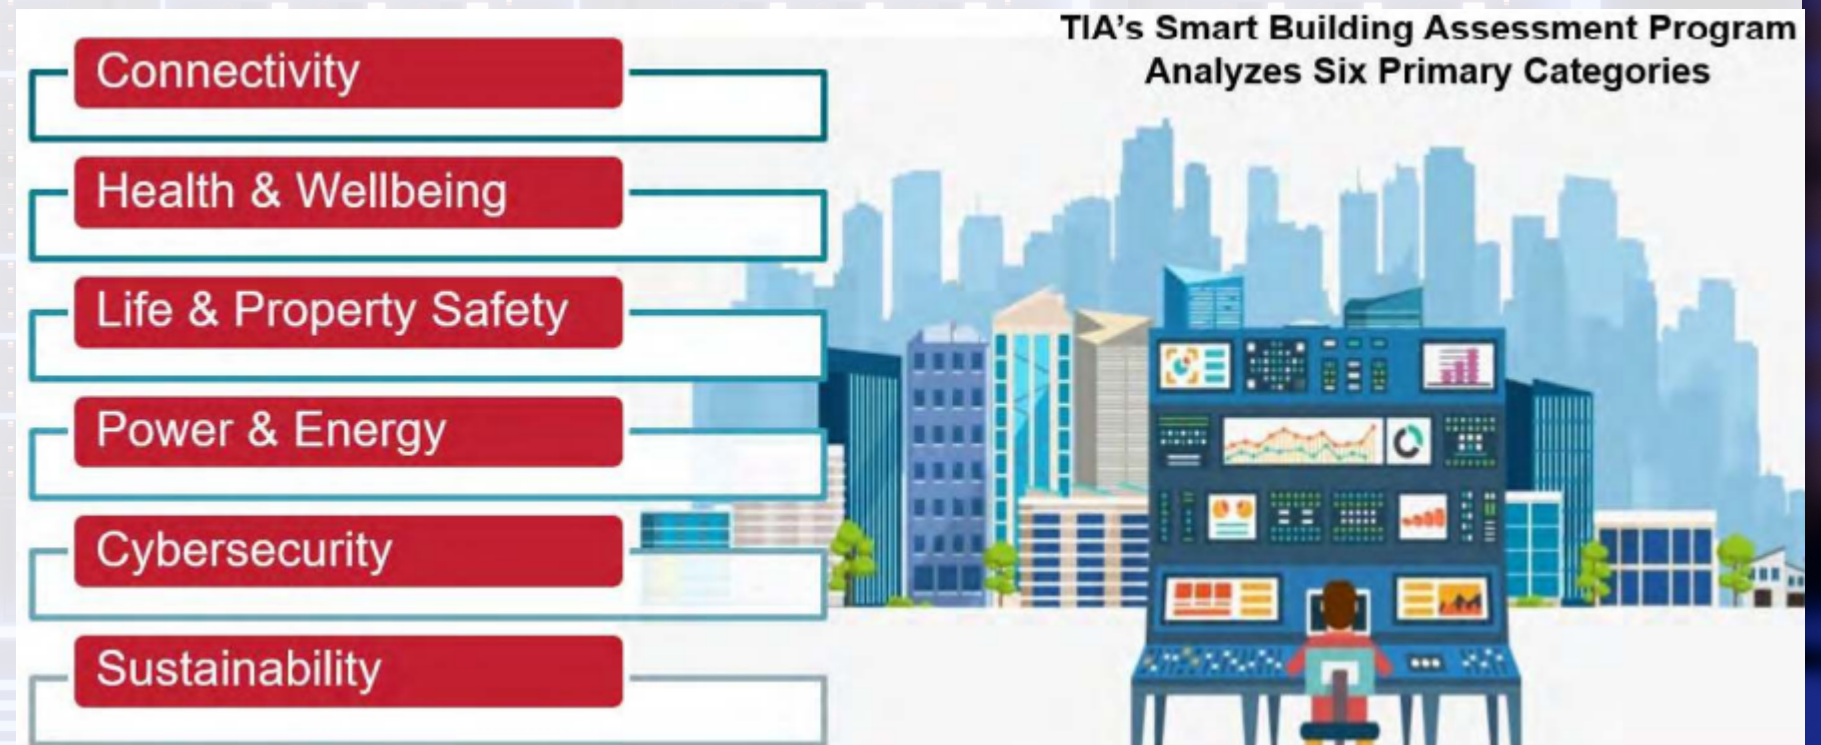 TIA's Smart Building Assessment Program
Analyzes Six Primary Categories
Connectivity
Health & Wellbeing
Life & Property Safety
Power & Energy
Cybersecurity
Sustainability